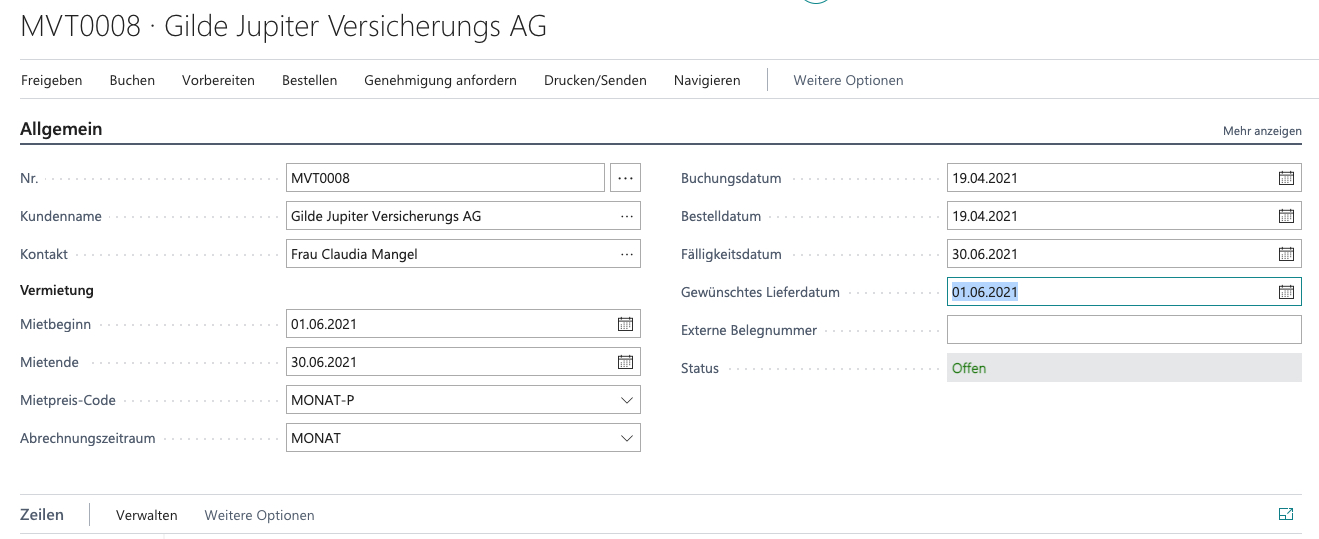 MVT0008 · Gilde Jupiter Versicherungs AG
Freigeben Buchen Vorbereiten Bestellen Genehmigung anfordern Drucken/Senden Navigieren Weitere Optionen
Allgemein Mehr anzeigen
Nr. MVT0008
Kundenname Gilde Jupiter Versicherungs AG
Kontakt Frau Claudia Mangel
Vermietung
Mietbeginn 01.06.2021
Mietende 30.06.2021
Mietpreis-Code MONAT-P
Abrechnungszeitraum MONAT
Buchungsdatum 19.04.2021
Bestelldatum 19.04.2021
Fälligkeitsdatum 30.06.2021
Gewünschtes Lieferdatum 01.06.2021
Externe Belegnummer
Status Offen
Zeilen Verwalten Weitere Optionen